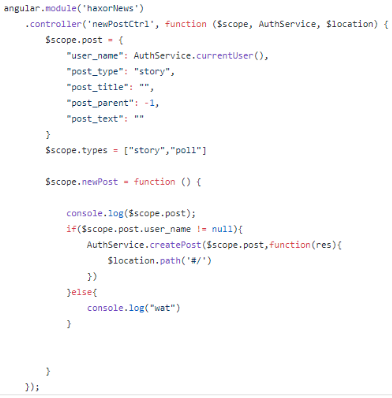 angular.module('haxorNews')
.controller('newPostCtrl', function ($scope, AuthService, $location) {
$scope.post = {
"user_name": AuthService.currentUser(),
"post_type": "story",
"post_title": "",
"post_parent": -1,
"post_text": ""
}
$scope.types = ["story","poll"]
$scope.newPost = function () {
console.log($scope.post);
if($scope.post.user_name != null){
AuthService.createPost($scope.post,function(res){
$location.path('#/')
})
}else{
console.log("wat")
}
}
});